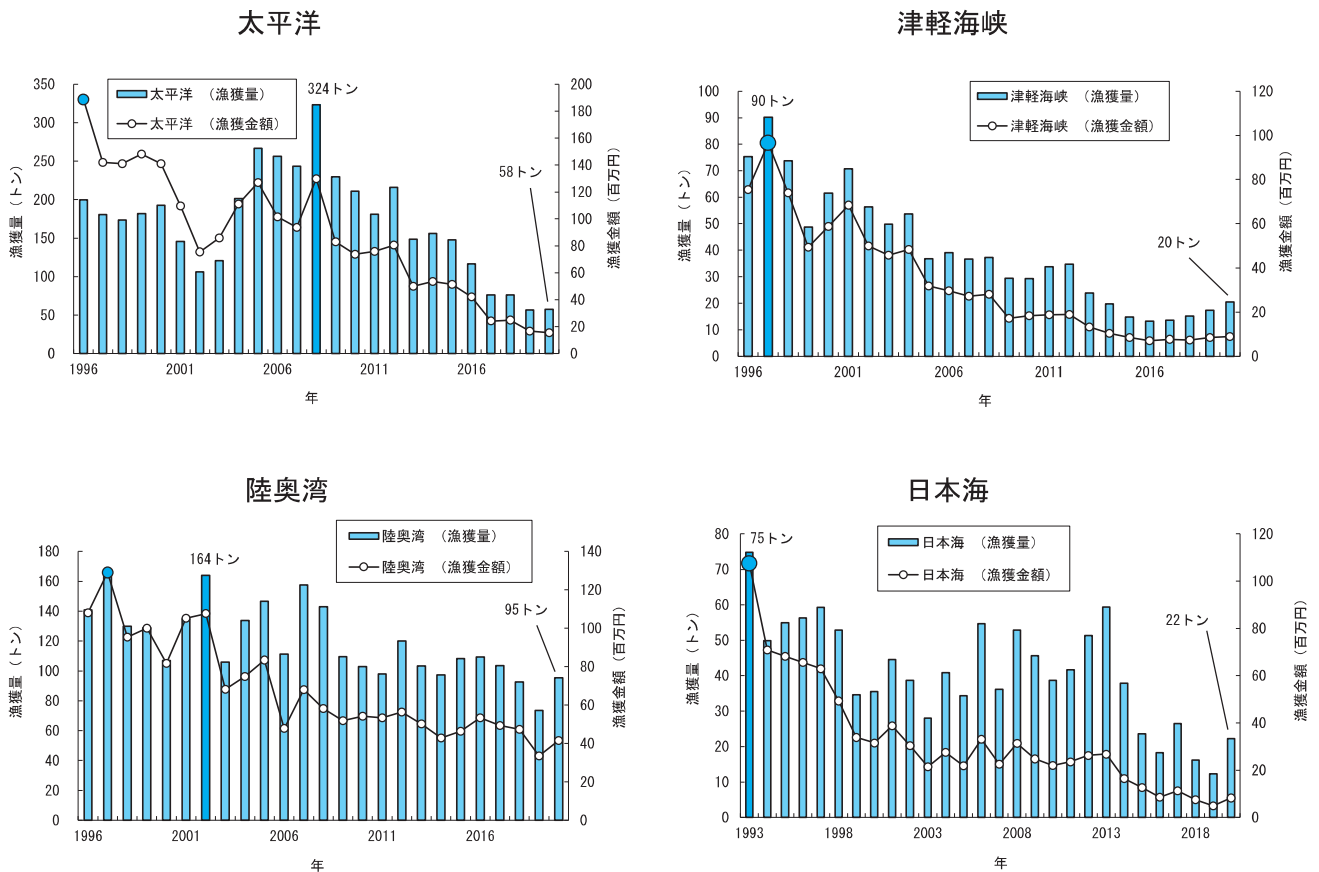 太平洋
漁獲量（トン）
350
300
250
200
150
100
50
0
太平洋　（漁獲量）
太平洋　（漁獲金額）
324トン
58トン
200
180
160
140
120
100
80
60
40
20
0
漁獲金額（百万円）
1996
2001
2006
2011
2016
年
津軽海峡
漁獲量（トン）
100
90
80
70
60
50
40
30
20
10
0
津軽海峡　（漁獲量）
津軽海峡　（漁獲金額）
90トン
20トン
120
100
80
60
40
20
0
漁獲金額（百万円）
1996
2001
2006
2011
2016
年
陸奥湾
漁獲量（トン）
180
160
140
120
100
80
60
40
20
0
陸奥湾　（漁獲量）
陸奥湾　（漁獲金額）
164トン
95トン
140
120
100
80
60
40
20
0
漁獲金額（百万円）
1996
2001
2006
2011
2016
年
日本海
漁獲量（トン）
80
70
60
50
40
30
20
10
0
日本海　（漁獲量）
日本海　（漁獲金額）
75トン
22トン
120
100
80
60
40
20
0
漁獲金額（百万円）
1993
1998
2003
2008
2013
2018
年